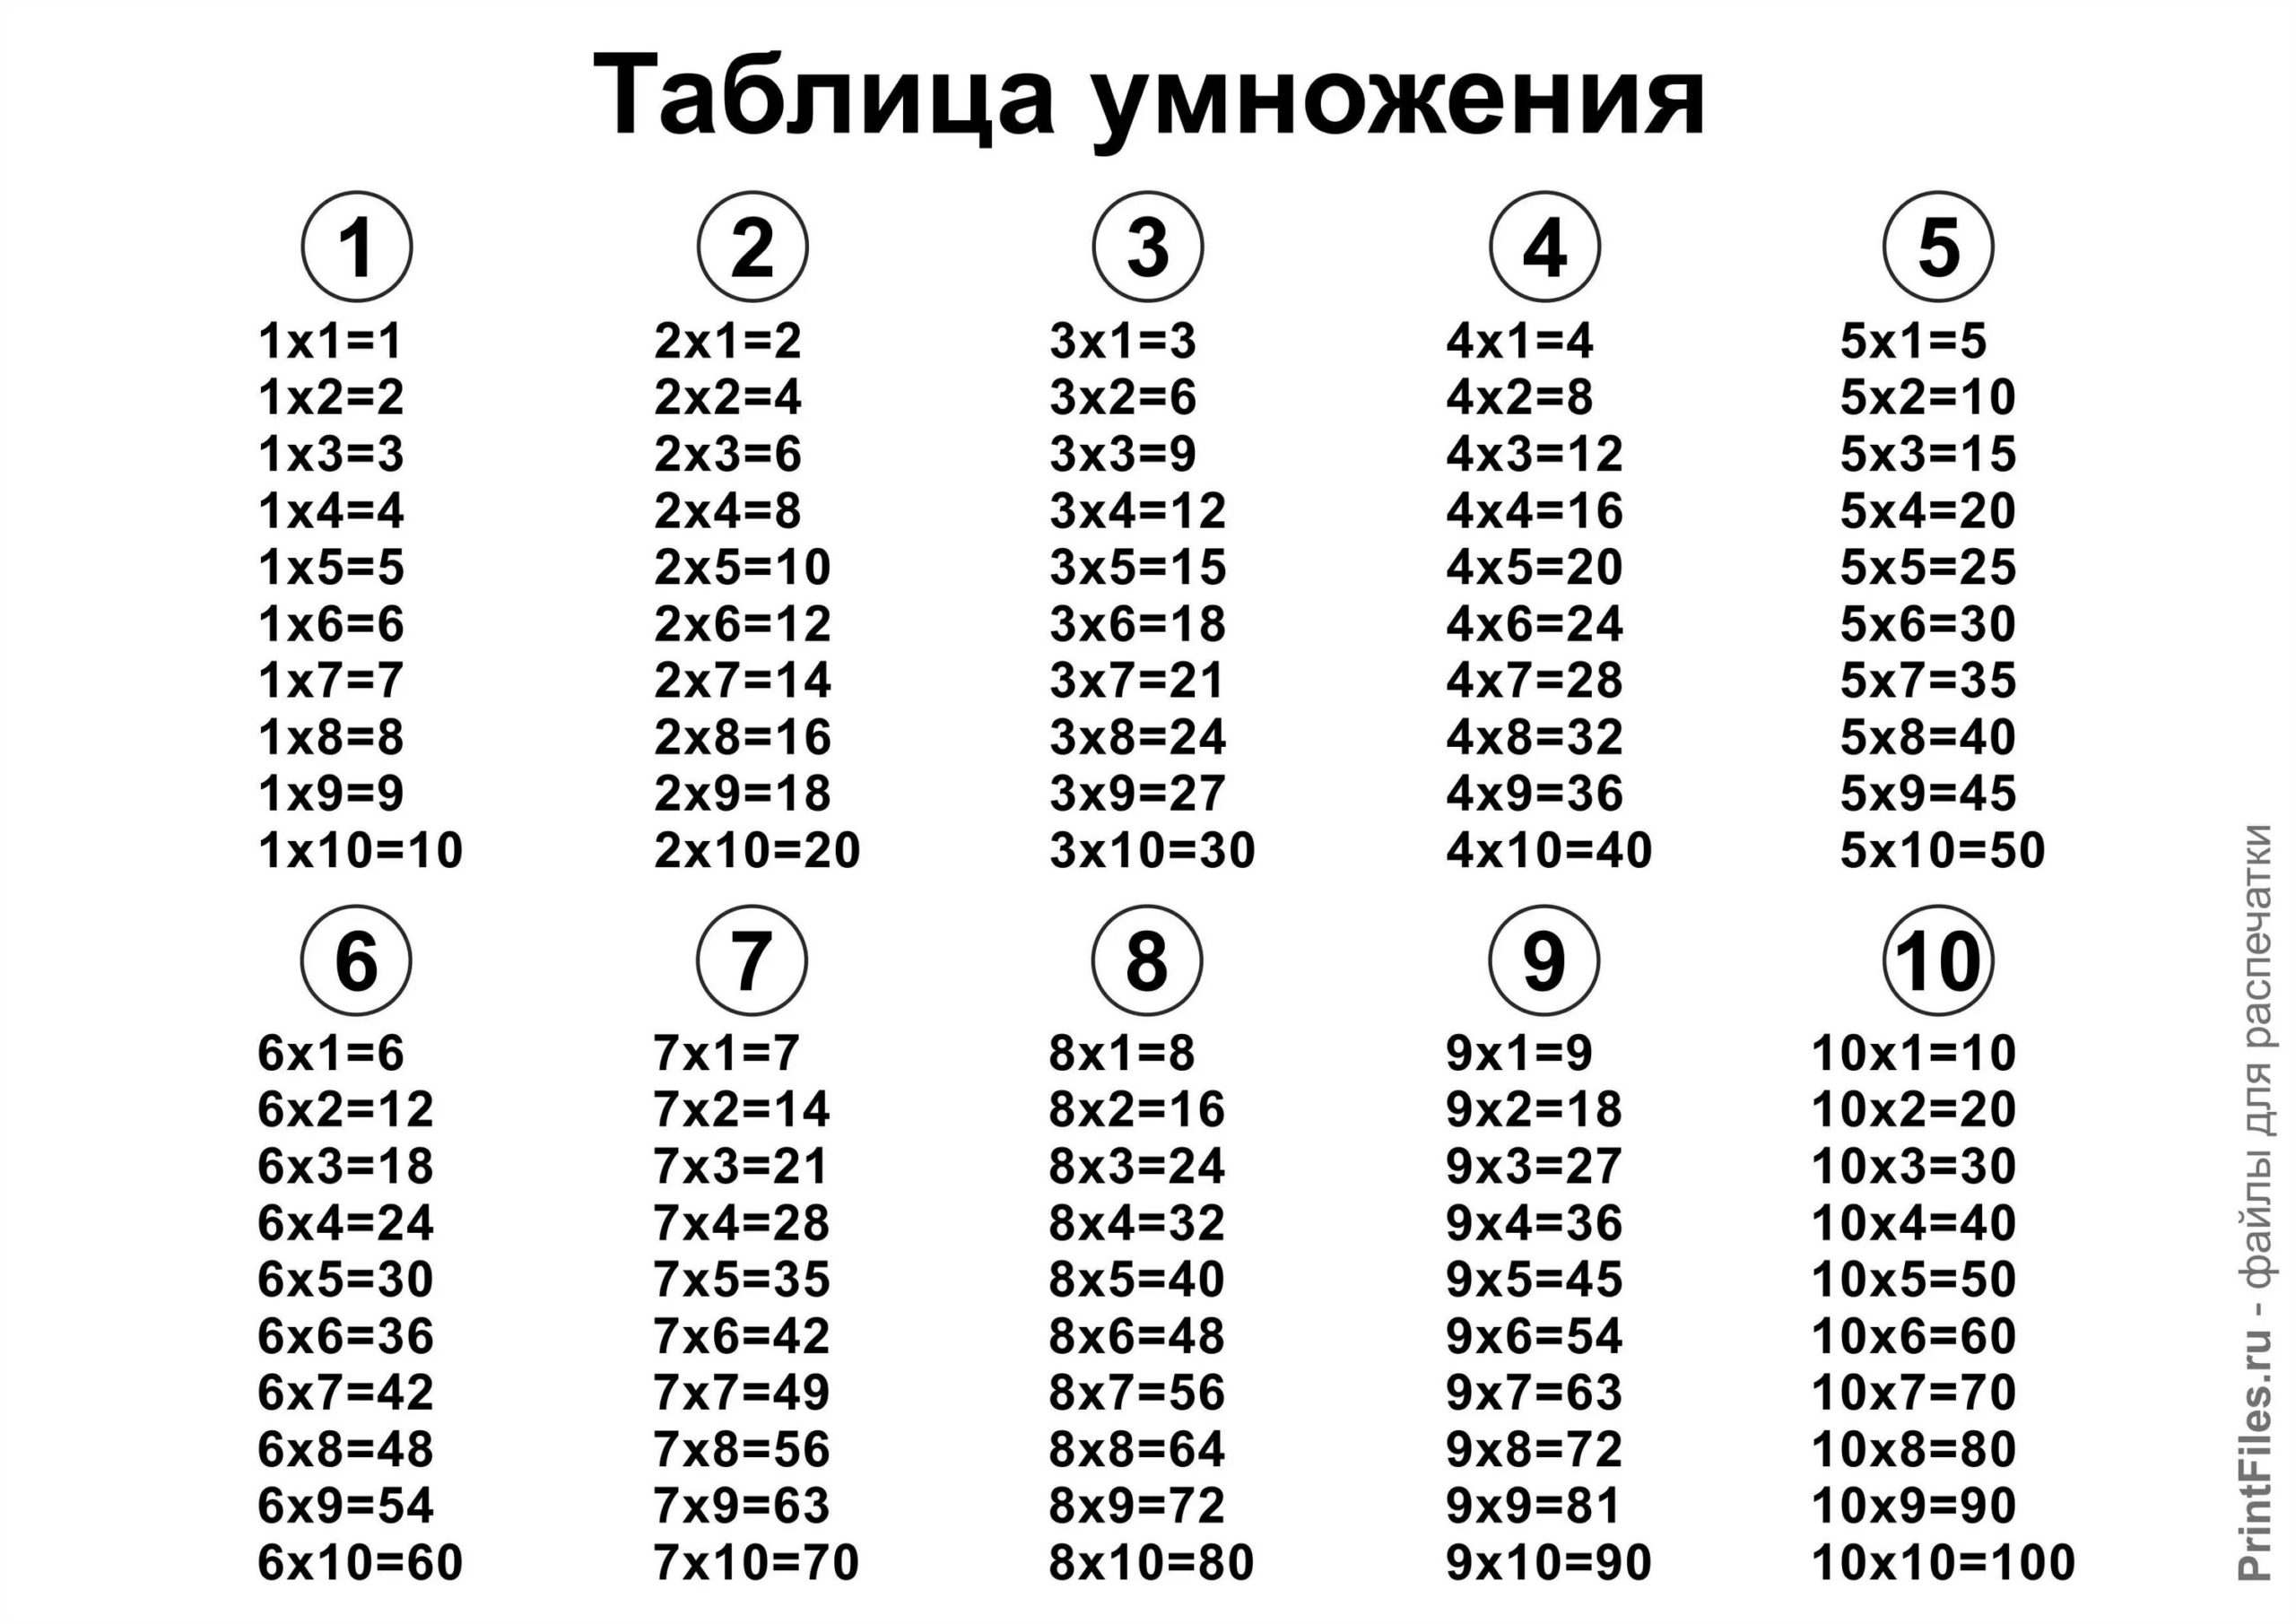 Таблица умножения
1 2 3 4 5
1x1=1 2x1=2 3x1=3 4x1=4 5x1=5
1x2=2 2x2=4 3x2=6 4x2=8 5x2=10
1x3=3 2x3=6 3x3=9 4x3=12 5x3=15
1x4=4 2x4=8 3x4=12 4x4=16 5x4=20
1x5=5 2x5=10 3x5=15 4x5=20 5x5=25
1x6=6 2x6=12 3x6=18 4x6=24 5x6=30
1x7=7 2x7=14 3x7=21 4x7=28 5x7=35
1x8=8 2x8=16 3x8=24 4x8=32 5x8=40
1x9=9 2x9=18 3x9=27 4x9=36 5x9=45
1x10=10 2x10=20 3x10=30 4x10=40 5x10=50
6 7 8 9 10
6x1=6 7x1=7 8x1=8 9x1=9 10x1=10
6x2=12 7x2=14 8x2=16 9x2=18 10x2=20
6x3=18 7x3=21 8x3=24 9x3=27 10x3=30
6x4=24 7x4=28 8x4=32 9x4=36 10x4=40
6x5=30 7x5=35 8x5=40 9x5=45 10x5=50
6x6=36 7x6=42 8x6=48 9x6=54 10x6=60
6x7=42 7x7=49 8x7=56 9x7=63 10x7=70
6x8=48 7x8=56 8x8=64 9x8=72 10x8=80
6x9=54 7x9=63 8x9=72 9x9=81 10x9=90
6x10=60 7x10=70 8x10=80 9x10=90 10x10=100
PrintFiles.ru - файлы для распечатки